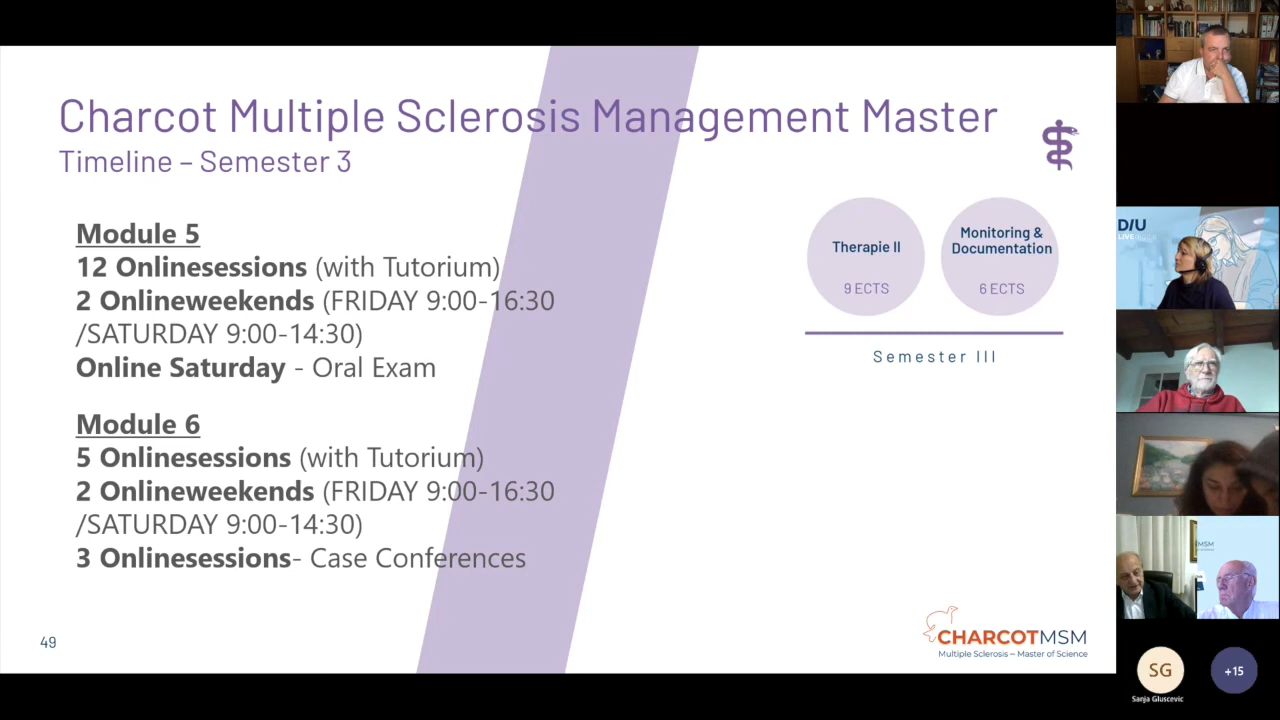 Charcot Multiple Sclerosis Management Master
Timeline – Semester 3
Module 5
12 Onlinesessions (with Tutorium)
2 Onlineweekends (FRIDAY 9:00-16:30
/SATURDAY 9:00-14:30)
Online Saturday - Oral Exam
Module 6
5 Onlinesessions (with Tutorium)
2 Onlineweekends (FRIDAY 9:00-16:30
/SATURDAY 9:00-14:30)
3 Onlinesessions- Case Conferences
Therapie II
9 ECTS
Monitoring &
Documentation
6 ECTS
Semester III
49
CHARCOTMSM
Multiple Sclerosis – Master of Science
D/U
LIVE
MSM
SG
Sanja Gluscevic
+15